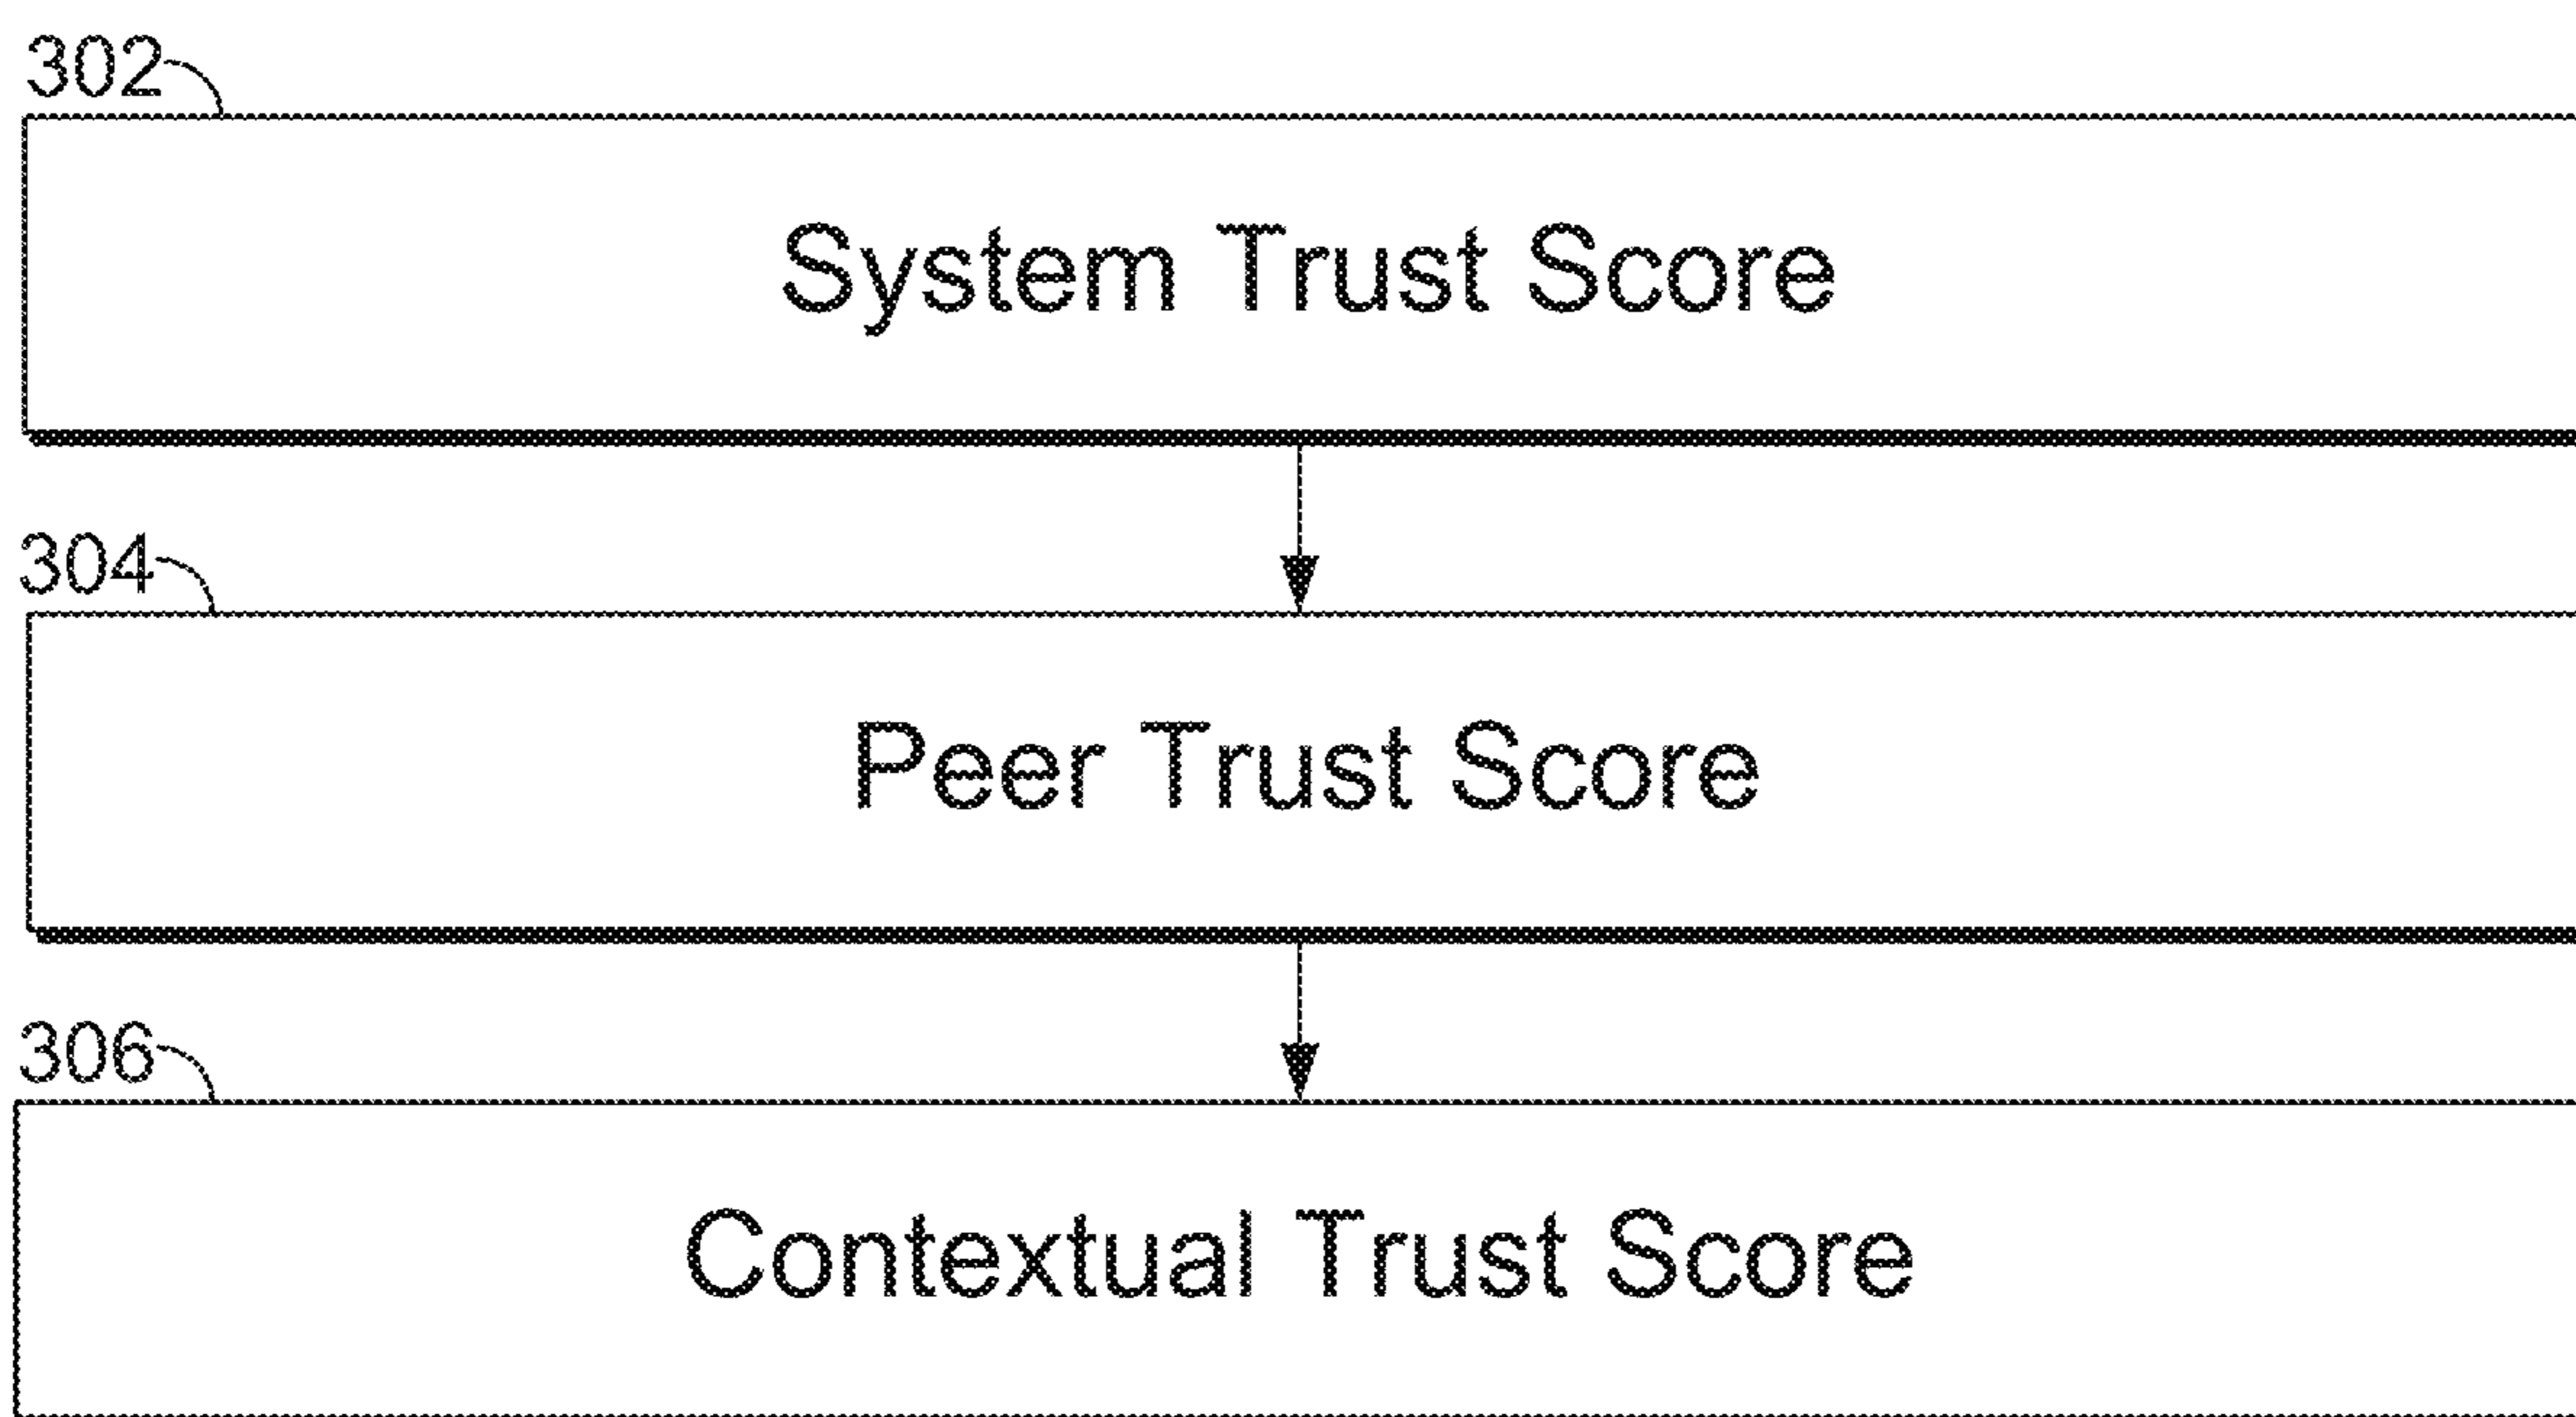 302
System Trust Score
304
Peer Trust Score
306
Contextual Trust Score